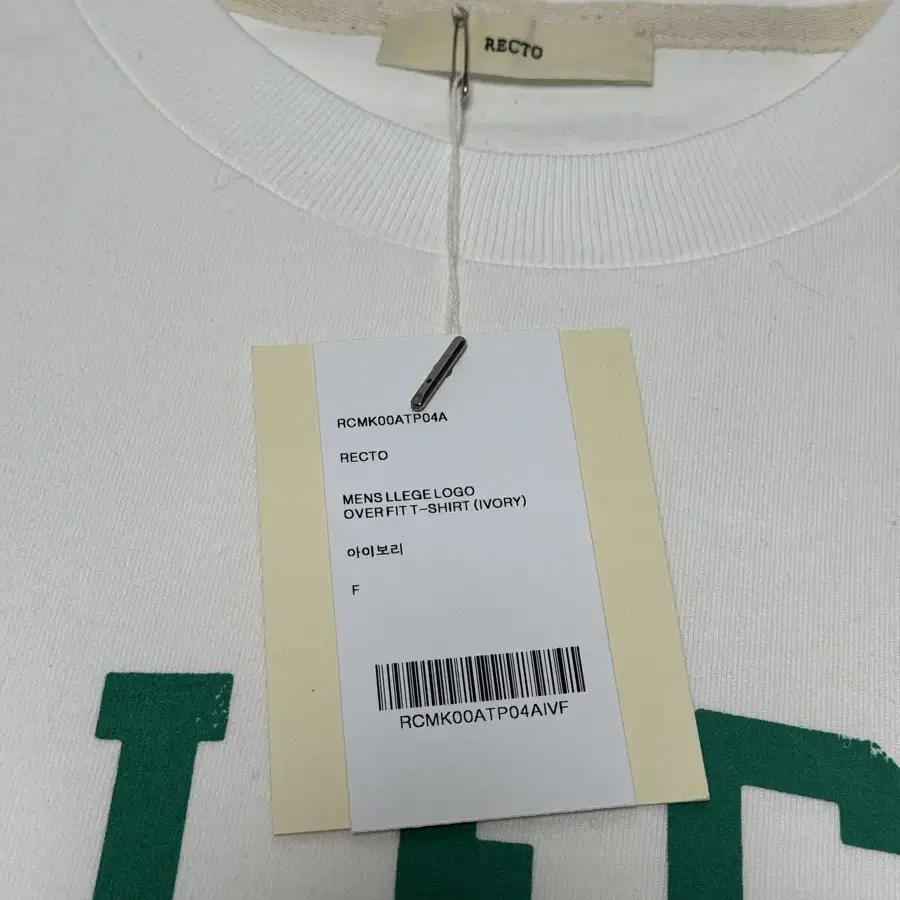 RECTO
RCMK00ATP04A
RECTO
MENS LLEGE LOGO
OVER FIT T-SHIRT (IVORY)
아이보리
F
RCMK00ATP04AIVF